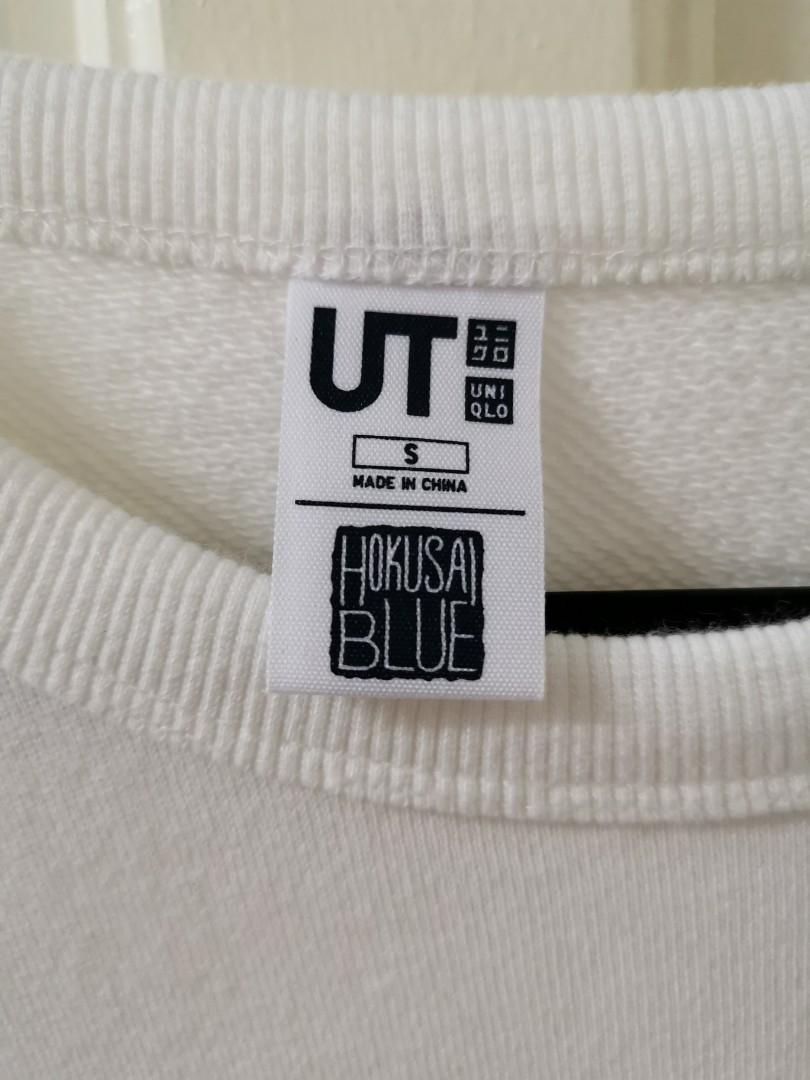 UT
ユニ
クロ
UNI
QLO
S
MADE IN CHINA
HOKUSAI
BLUE